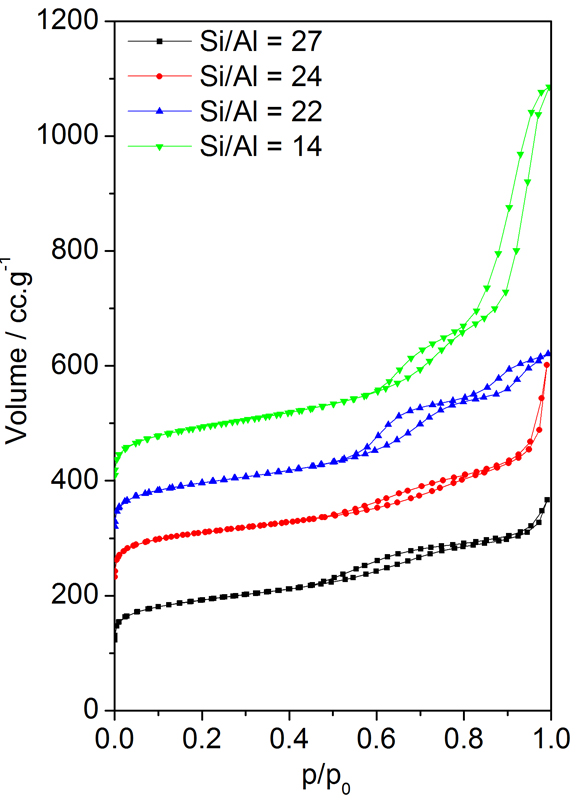 1200
1000
800
600
400
200
0
Volume / cc.g⁻¹
Si/Al = 27
Si/Al = 24
Si/Al = 22
Si/Al = 14
0.0 0.2 0.4 0.6 0.8 1.0
p/p₀